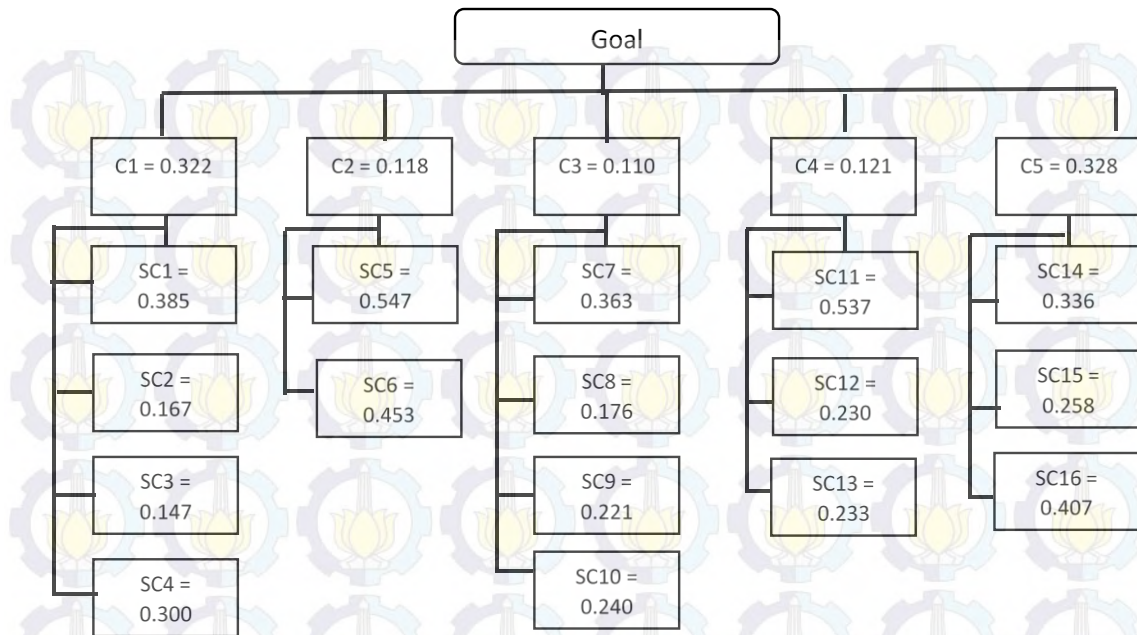 Goal
C1 = 0.322
C2 = 0.118
C3 = 0.110
C4 = 0.121
C5 = 0.328
SC1 =
0.385
SC2 =
0.167
SC3 =
0.147
SC4 =
0.300
SC5 =
0.547
SC6 =
0.453
SC7 =
0.363
SC8 =
0.176
SC9 =
0.221
SC10 =
0.240
SC11 =
0.537
SC12 =
0.230
SC13 =
0.233
SC14 =
0.336
SC15 =
0.258
SC16 =
0.407